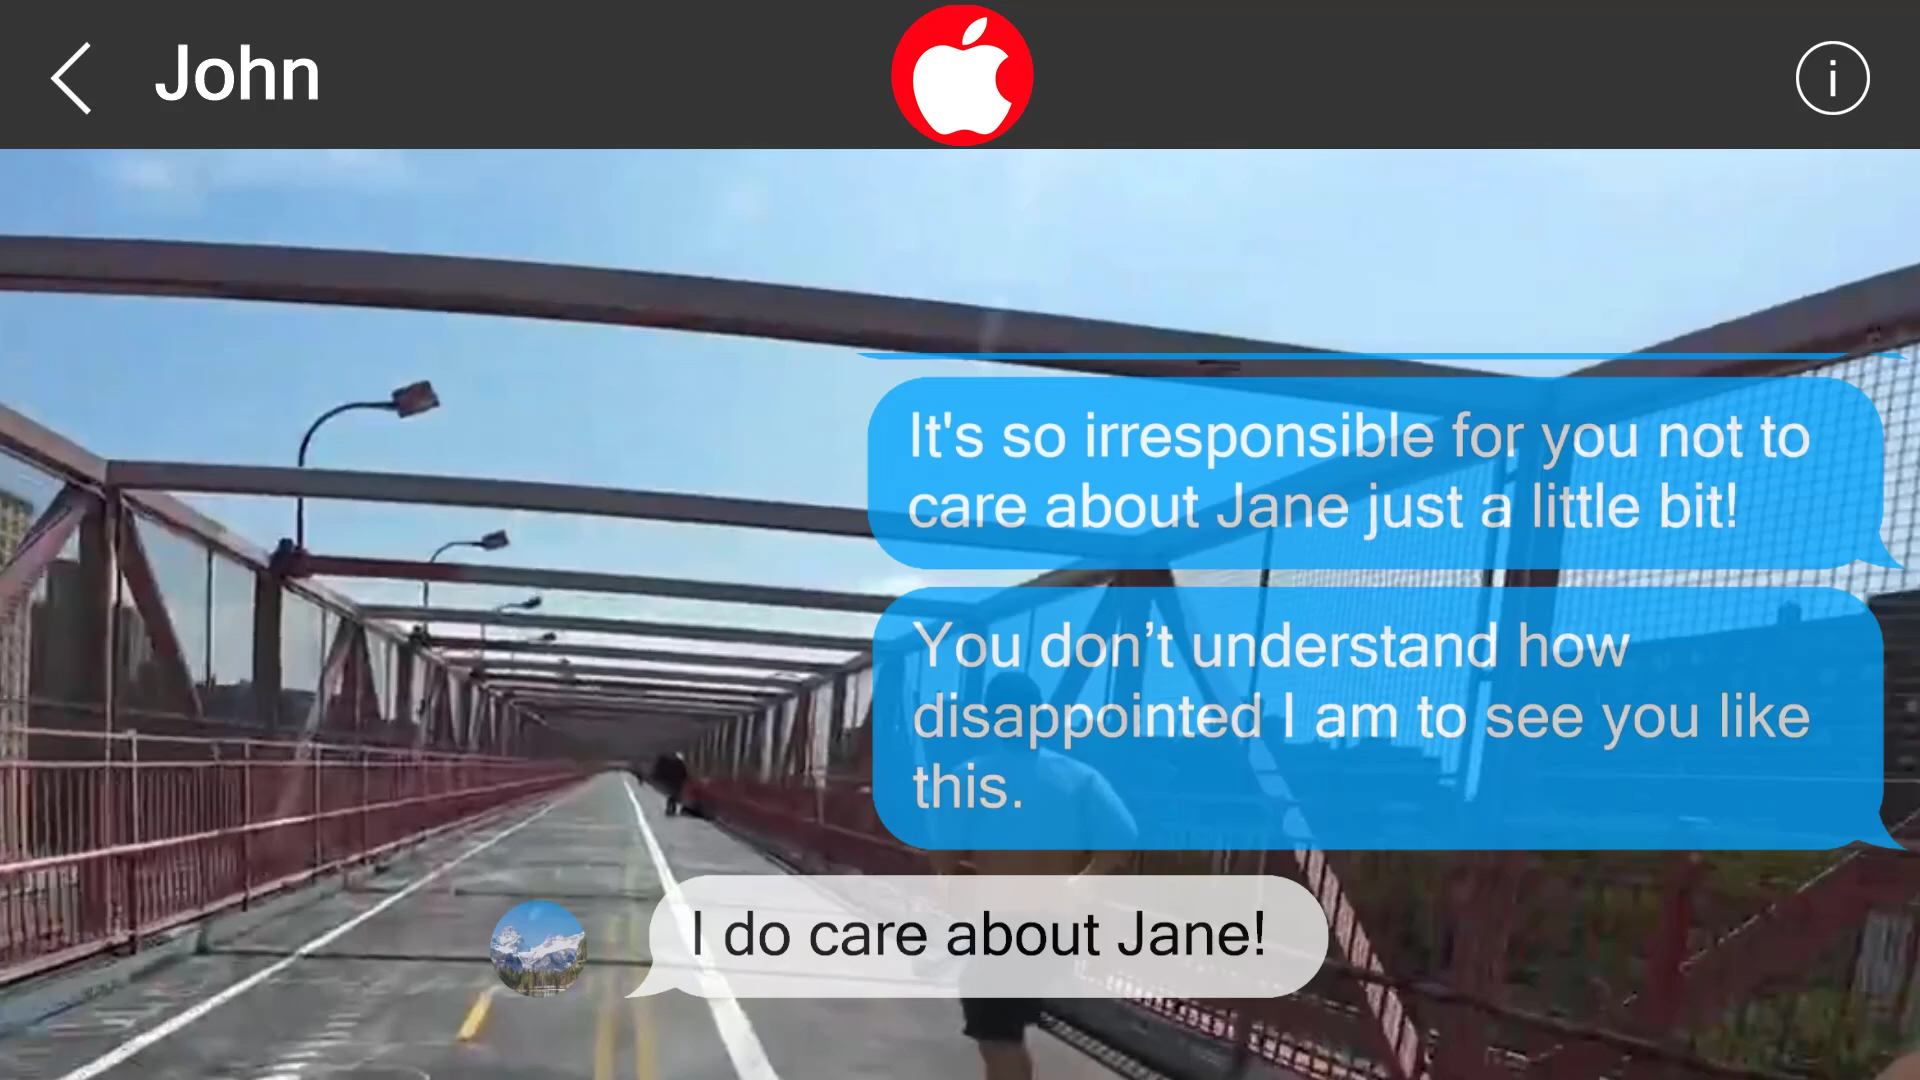 John
It's so irresponsible for you not to
care about Jane just a little bit!
You don’t understand how
disappointed I am to see you like
this.
I do care about Jane!